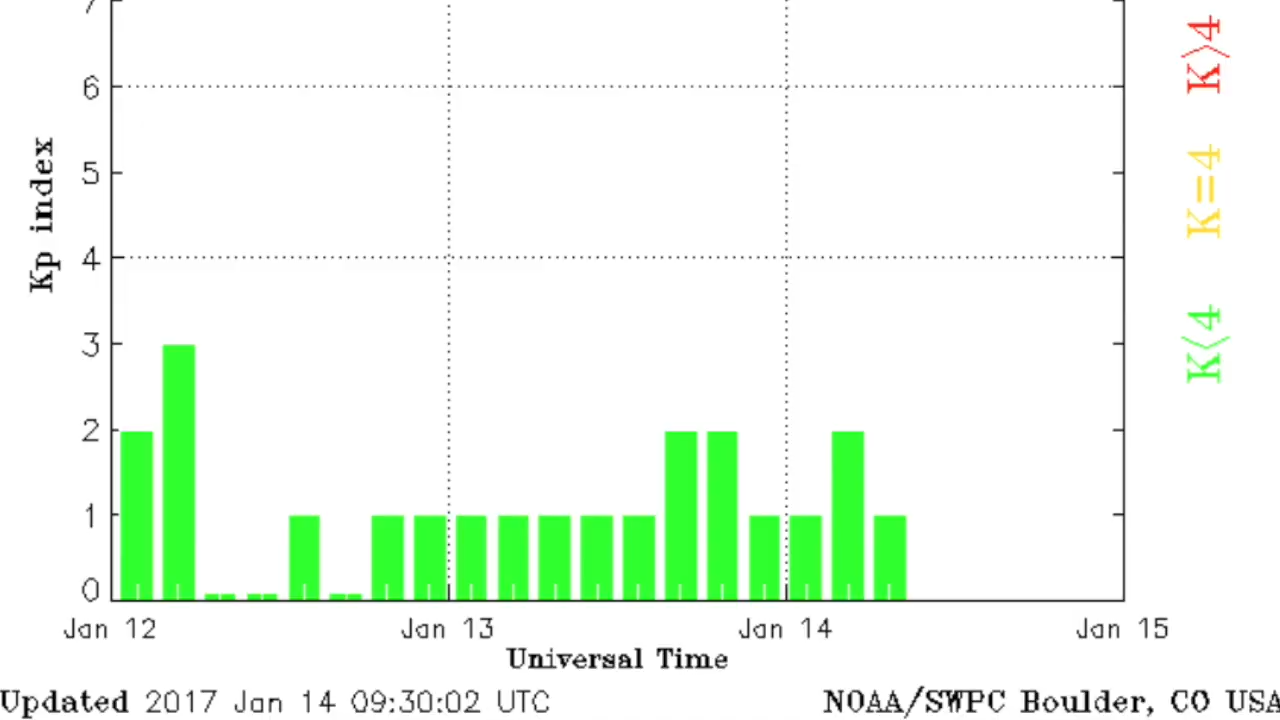 7
6
5
4
3
2
1
0
Kp index
K>4
K=4
K<4
Jan 12 Jan 13 Jan 14 Jan 15
Universal Time
Updated 2017 Jan 14 09:30:02 UTC NOAA/SWPC Boulder, CO USA